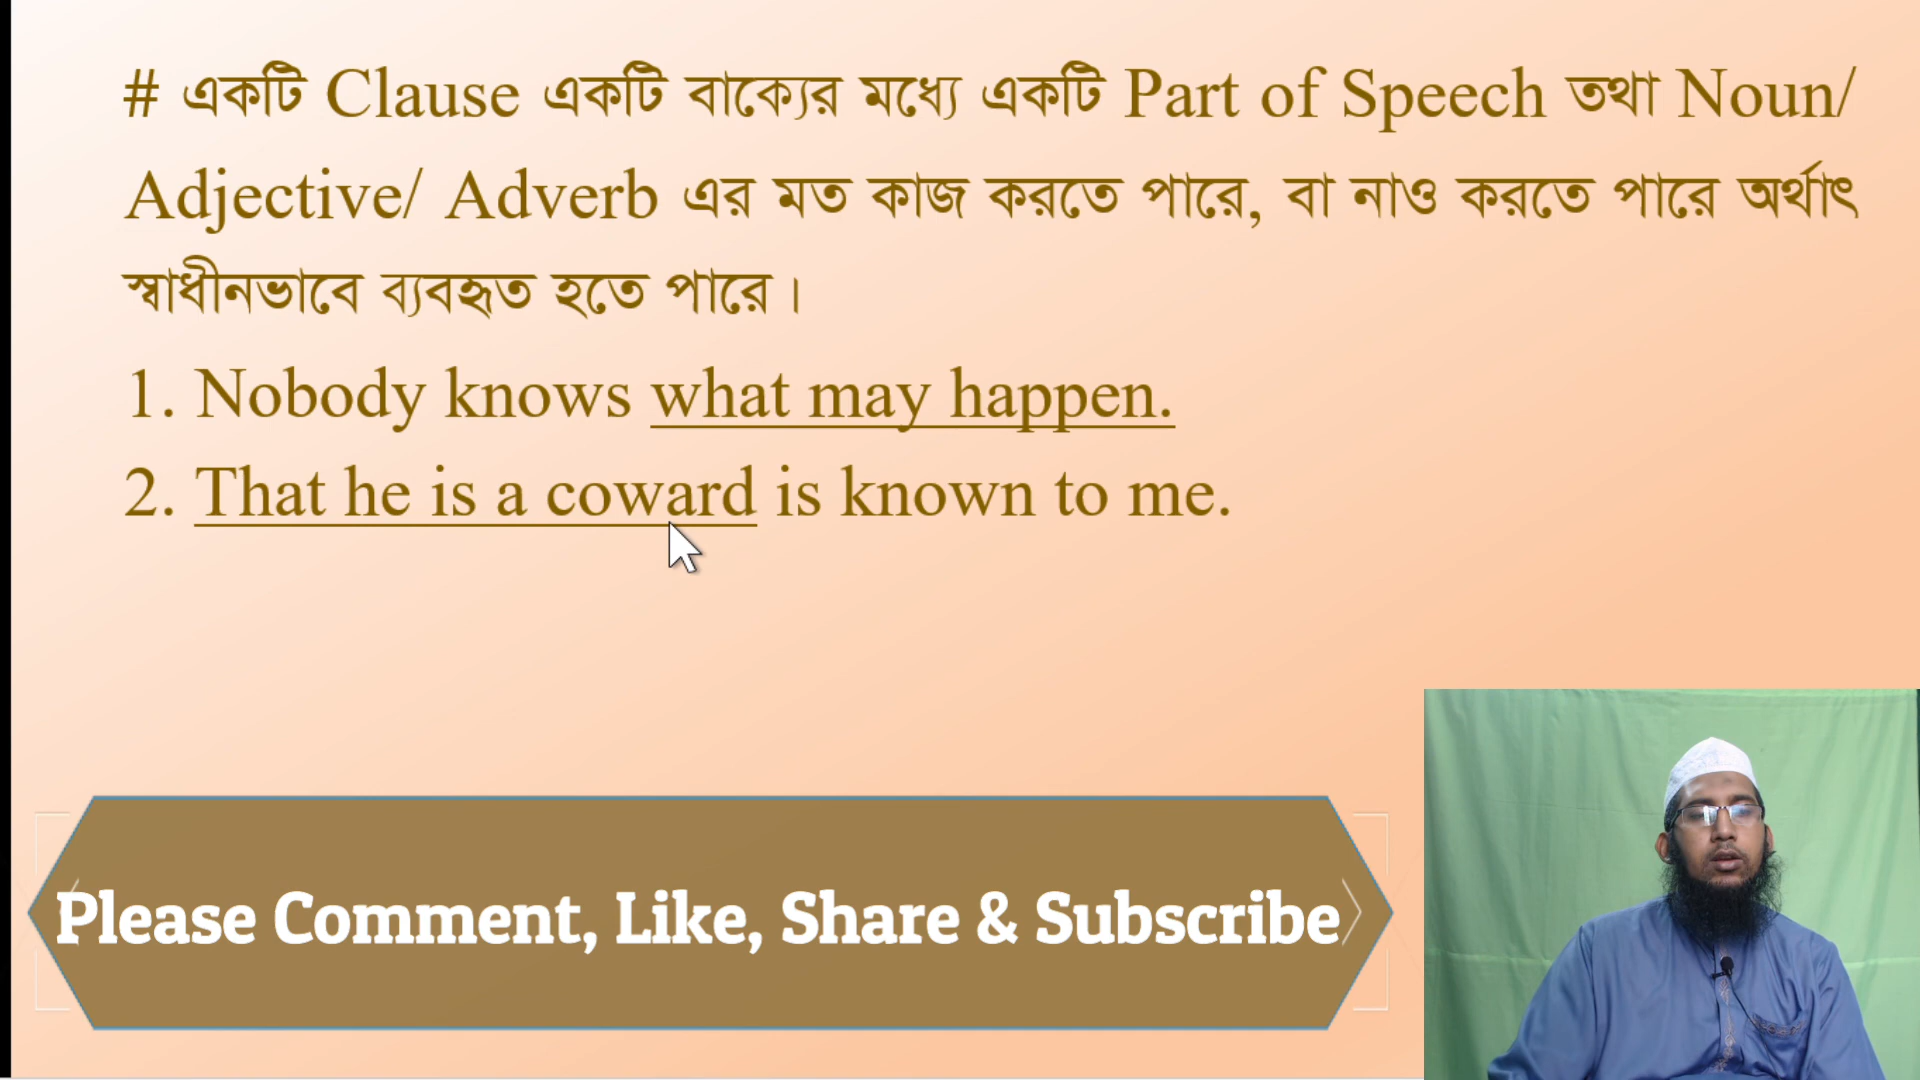 # একটি Clause একটি বাক্যের মধ্যে একটি Part of Speech তথা Noun/
Adjective/ Adverb এর মত কাজ করতে পারে, বা নাও করতে পারে অর্থাৎ
স্বাধীনভাবে ব্যবহৃত হতে পারে।
1. Nobody knows what may happen.
2. That he is a coward is known to me.
Please Comment, Like, Share & Subscribe